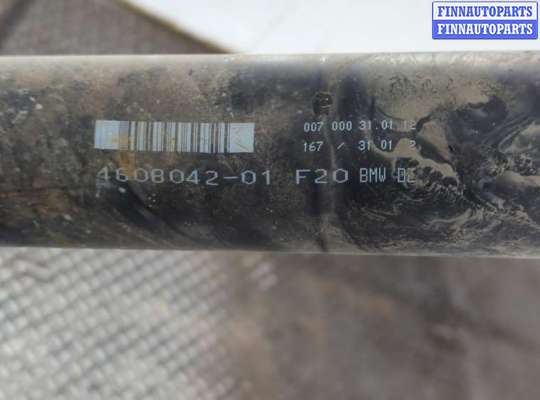 FINNAUTOPARTS
FINNAUTOPARTS
007 000 31.01.12
167 / 31.01
4608042-01 F20 BMW